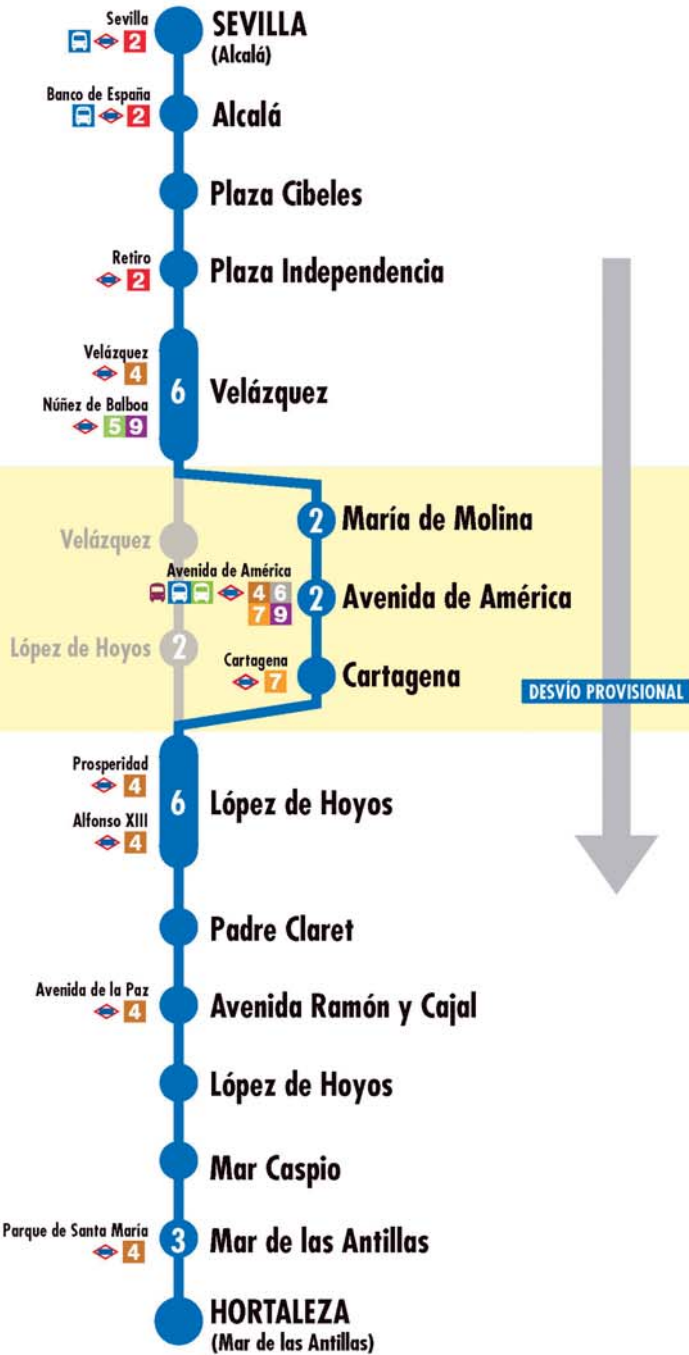 Sevilla
2
SEVILLA
(Alcalá)
Banco de España
2
Alcalá
Plaza Cibeles
Retiro
2
Plaza Independencia
Velázquez
4
Núñez de Balboa
5 9
6
Velázquez
Velázquez
2
María de Molina
Avenida de América
4 6
7 9
2
Avenida de América
López de Hoyos
2
Cartagena
7
Cartagena
DESVÍO PROVISIONAL
Prosperidad
4
Alfonso XIII
4
6
López de Hoyos
Padre Claret
Avenida de la Paz
4
Avenida Ramón y Cajal
López de Hoyos
Mar Caspio
Parque de Santa María
4
3
Mar de las Antillas
HORTALEZA
(Mar de las Antillas)